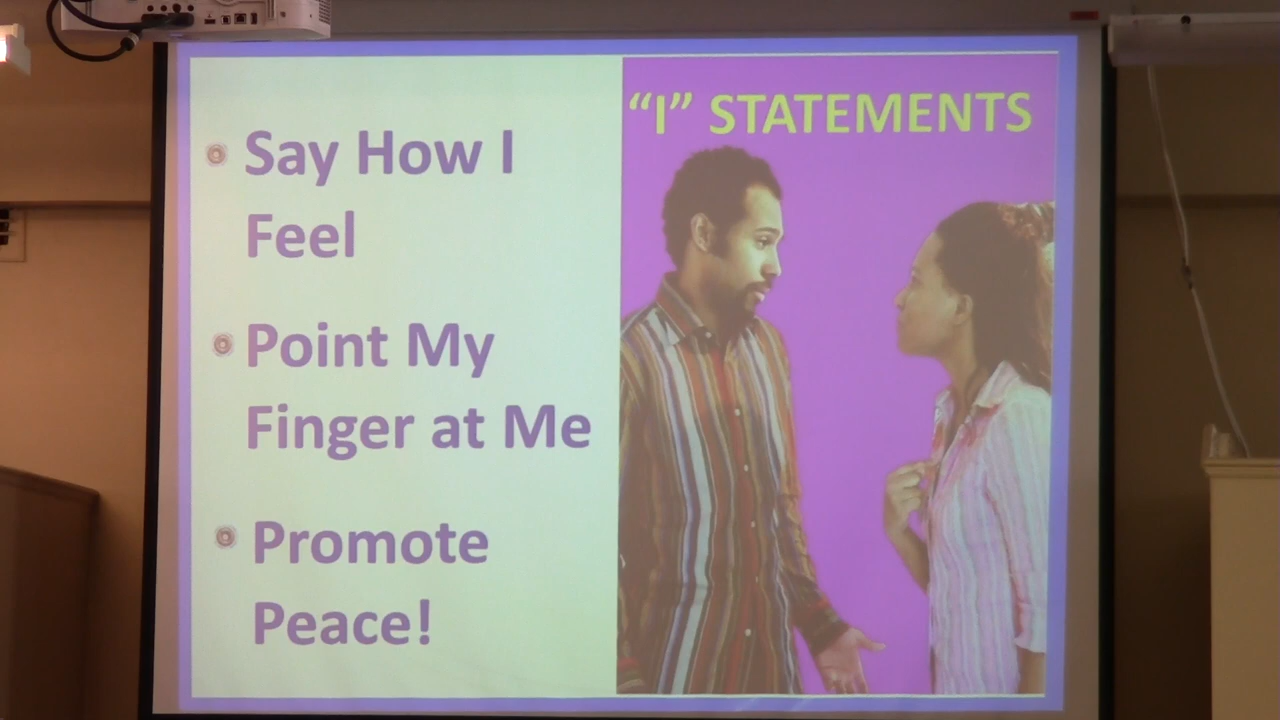 "I" STATEMENTS
Say How I
Feel
Point My
Finger at Me
Promote
Peace!